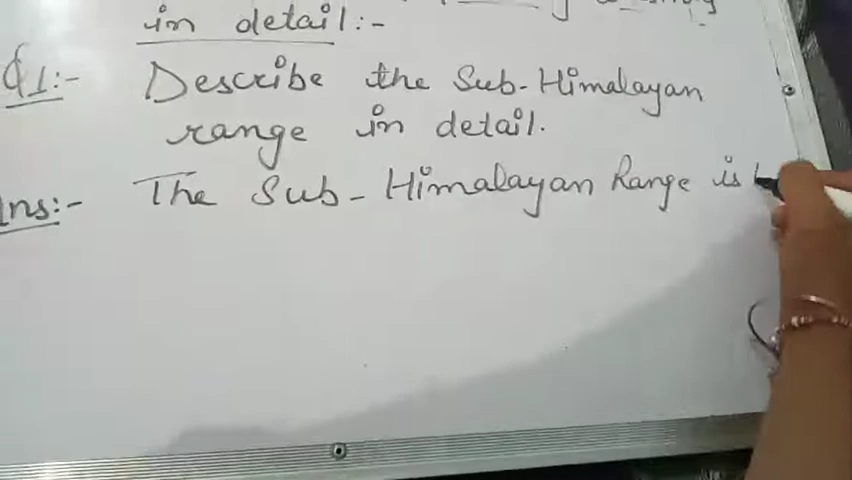 in detail:-
Q1:- Describe the Sub-Himalayan
range in detail.
Ans:- The Sub-Himalayan Range is